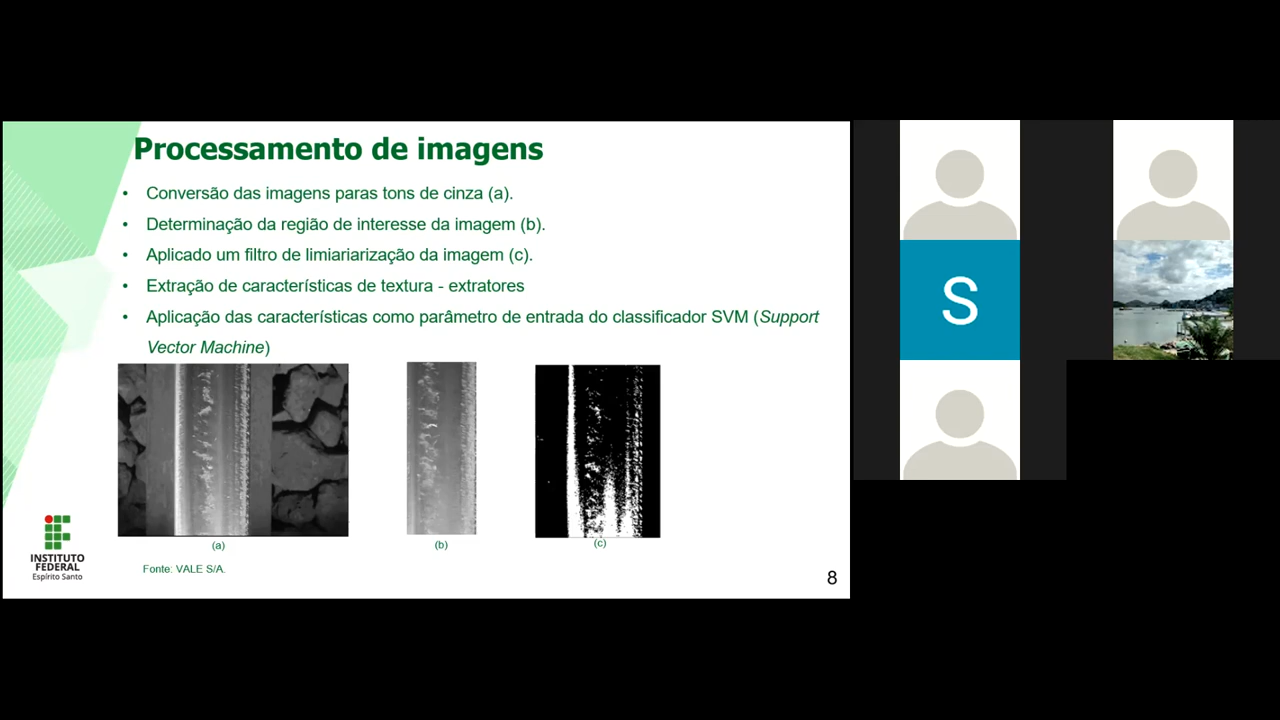 Processamento de imagens
• Conversão das imagens paras tons de cinza (a).
• Determinação da região de interesse da imagem (b).
• Aplicado um filtro de limiariarização da imagem (c).
• Extração de características de textura - extratores
• Aplicação das características como parâmetro de entrada do classificador SVM (Support
Vector Machine)
(a)
(b)
(c)
Fonte: VALE S/A.
INSTITUTO
FEDERAL
Espírito Santo
8
S